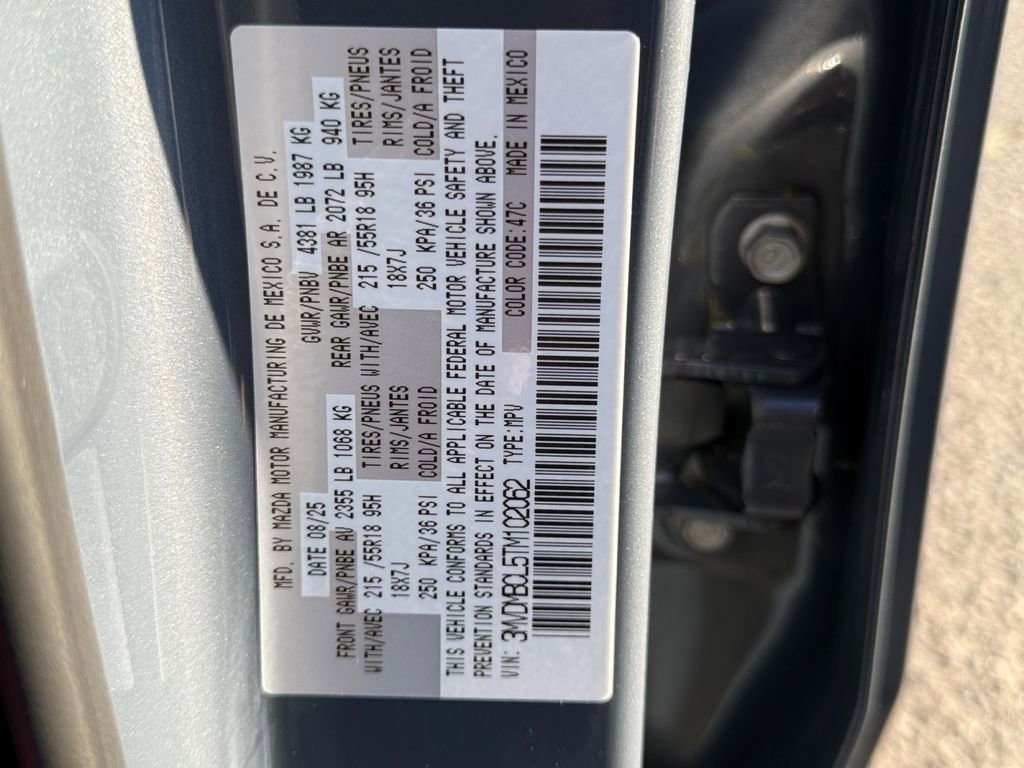 MFD. BY MAZDA MOTOR MANUFACTURING DE MEXICO S.A. DE C.V.
DATE 08/25 GVWR/PNBV 4381 LB 1987 KG
FRONT GAWR/PNBE AV 2355 LB 1068 KG REAR GAWR/PNBE AR 2072 LB 940 KG
WITH/AVEC 215 /55R18 95H TIRES/PNEUS WITH/AVEC 215 /55R18 95H TIRES/PNEUS
18X7J RIMS/JANTES 18X7J RIMS/JANTES
250 KPA/36 PSI COLD/A FROID 250 KPA/36 PSI COLD/A FROID
THIS VEHICLE CONFORMS TO ALL APPLICABLE FEDERAL MOTOR VEHICLE SAFETY AND THEFT
PREVENTION STANDARDS IN EFFECT ON THE DATE OF MANUFACTURE SHOWN ABOVE.
VIN: 3MVDMBCL5TM102062 TYPE:MPV COLOR CODE:47C MADE IN MEXICO